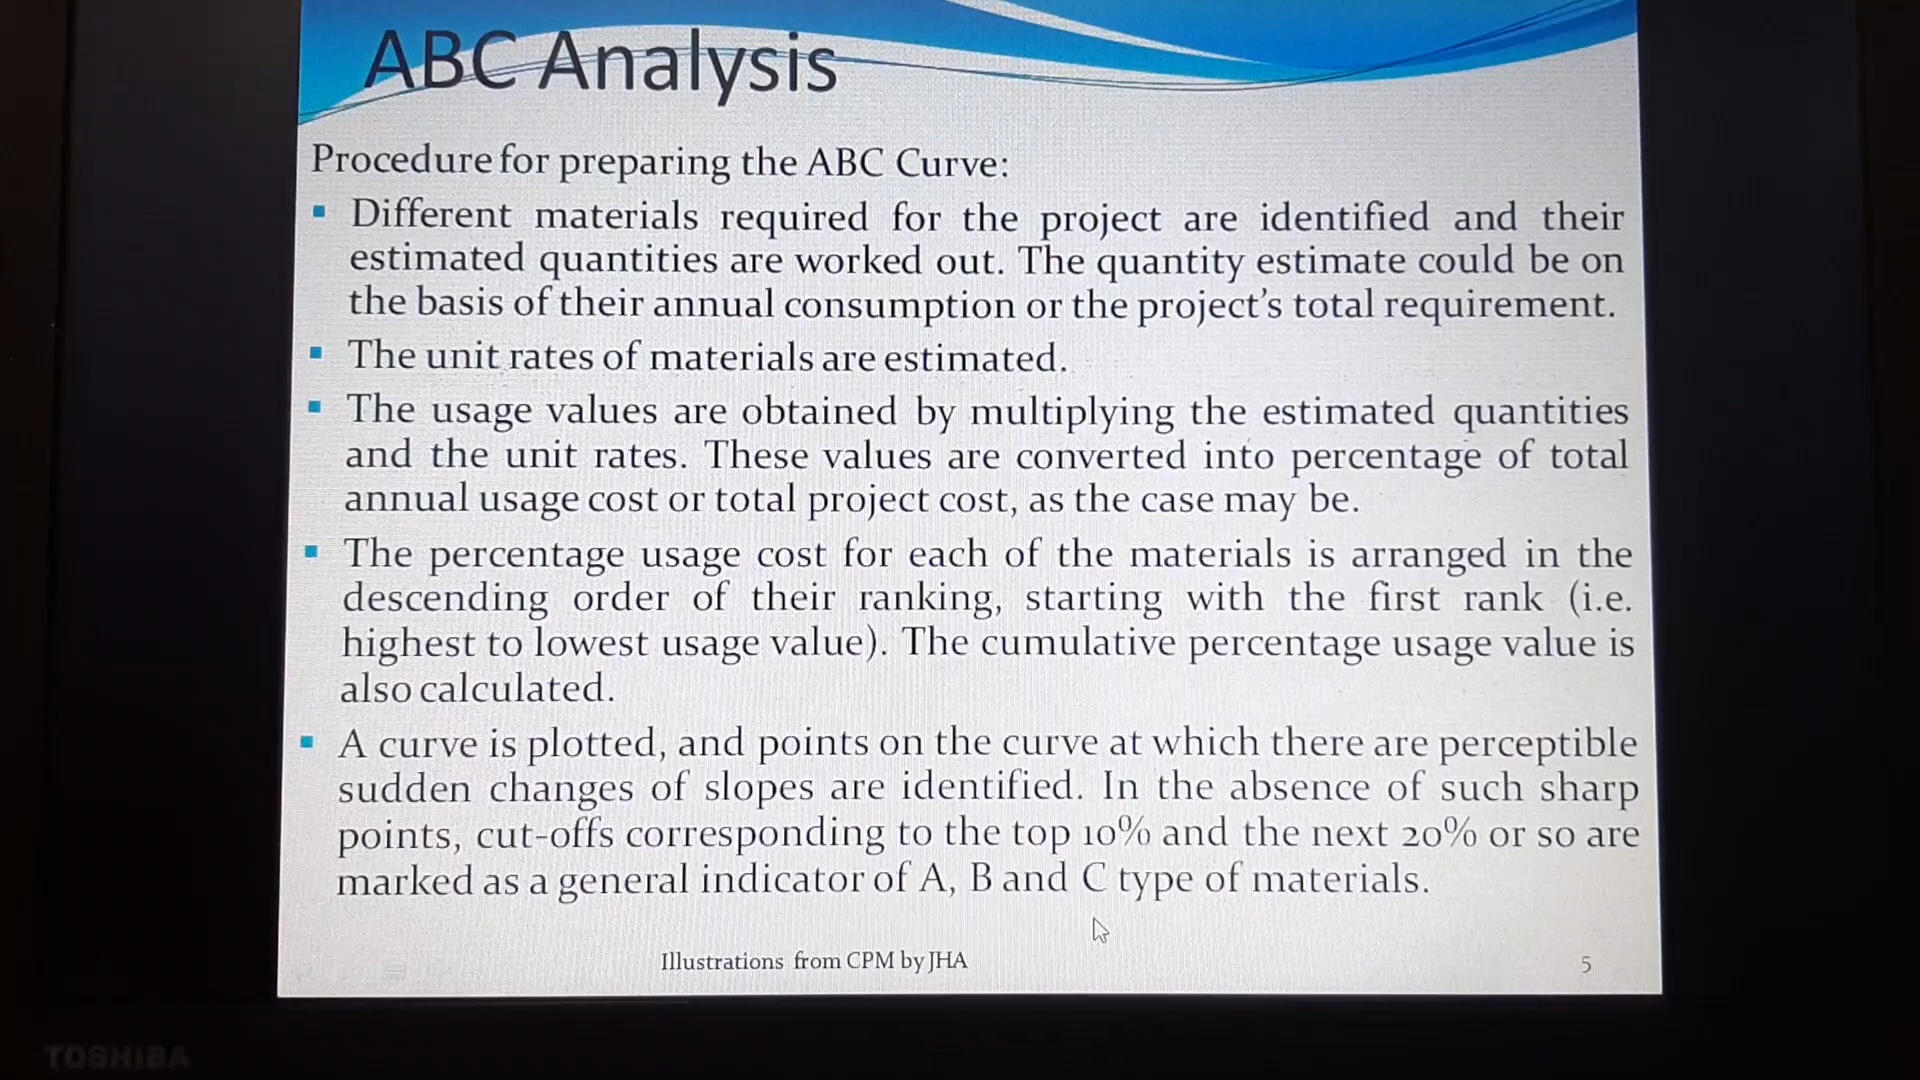 ABC Analysis
Procedure for preparing the ABC Curve:
Different materials required for the project are identified and their
estimated quantities are worked out. The quantity estimate could be on
the basis of their annual consumption or the project's total requirement.
The unit rates of materials are estimated.
The usage values are obtained by multiplying the estimated quantities
and the unit rates. These values are converted into percentage of total
annual usage cost or total project cost, as the case may be.
The percentage usage cost for each of the materials is arranged in the
descending order of their ranking, starting with the first rank (i.e.
highest to lowest usage value). The cumulative percentage usage value is
also calculated.
A curve is plotted, and points on the curve at which there are perceptible
sudden changes of slopes are identified. In the absence of such sharp
points, cut-offs corresponding to the top 10% and the next 20% or so are
marked as a general indicator of A, B and C type of materials.
Illustrations from CPM by JHA
5
TOSHIBA